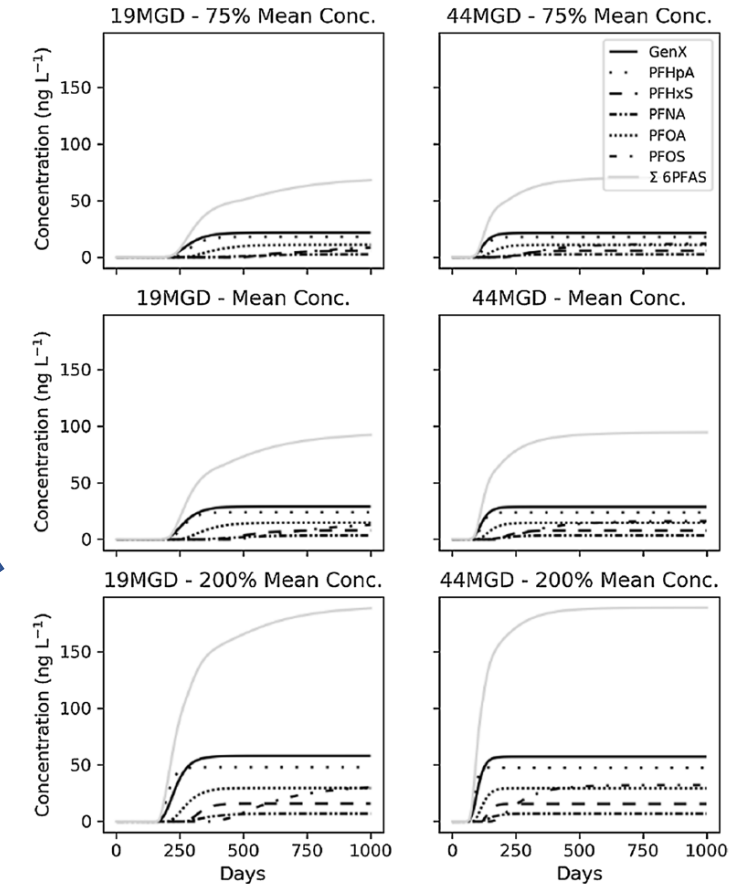 19MGD - 75% Mean Conc.
44MGD - 75% Mean Conc.
Concentration (ng L⁻¹)
150
100
50
0
GenX
PFHpA
PFHxS
PFNA
PFOA
PFOS
Σ 6PFAS
19MGD - Mean Conc.
44MGD - Mean Conc.
Concentration (ng L⁻¹)
150
100
50
0
19MGD - 200% Mean Conc.
44MGD - 200% Mean Conc.
Concentration (ng L⁻¹)
150
100
50
0
0 250 500 750 1000
0 250 500 750 1000
Days
Days